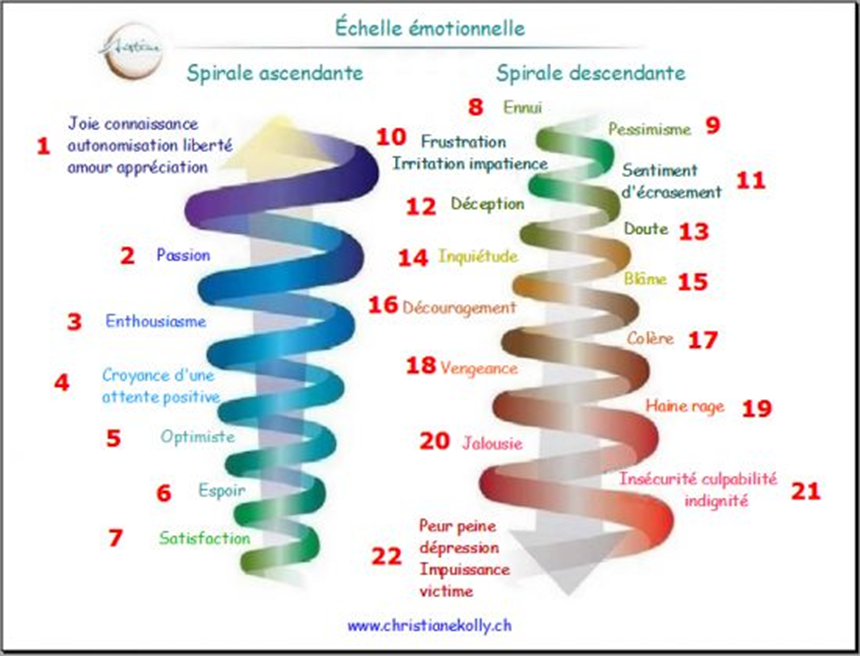 Échelle émotionnelle
Spirale ascendante
1
Joie connaissance
autonomisation liberté
amour appréciation
2 Passion
3 Enthousiasme
4
Croyance d'une
attente positive
5 Optimiste
6 Espoir
7 Satisfaction
Spirale descendante
8 Ennui
Pessimisme 9
10 Frustration
Irritation impatience
Sentiment
d'écrasement 11
12 Déception
Doute 13
14 Inquiétude
Blâme 15
16 Découragement
Colère 17
18 Vengeance
Haine rage 19
20 Jalousie
Insécurité culpabilité
indignité 21
22
Peur peine
dépression
Impuissance
victime
www.christianekolly.ch